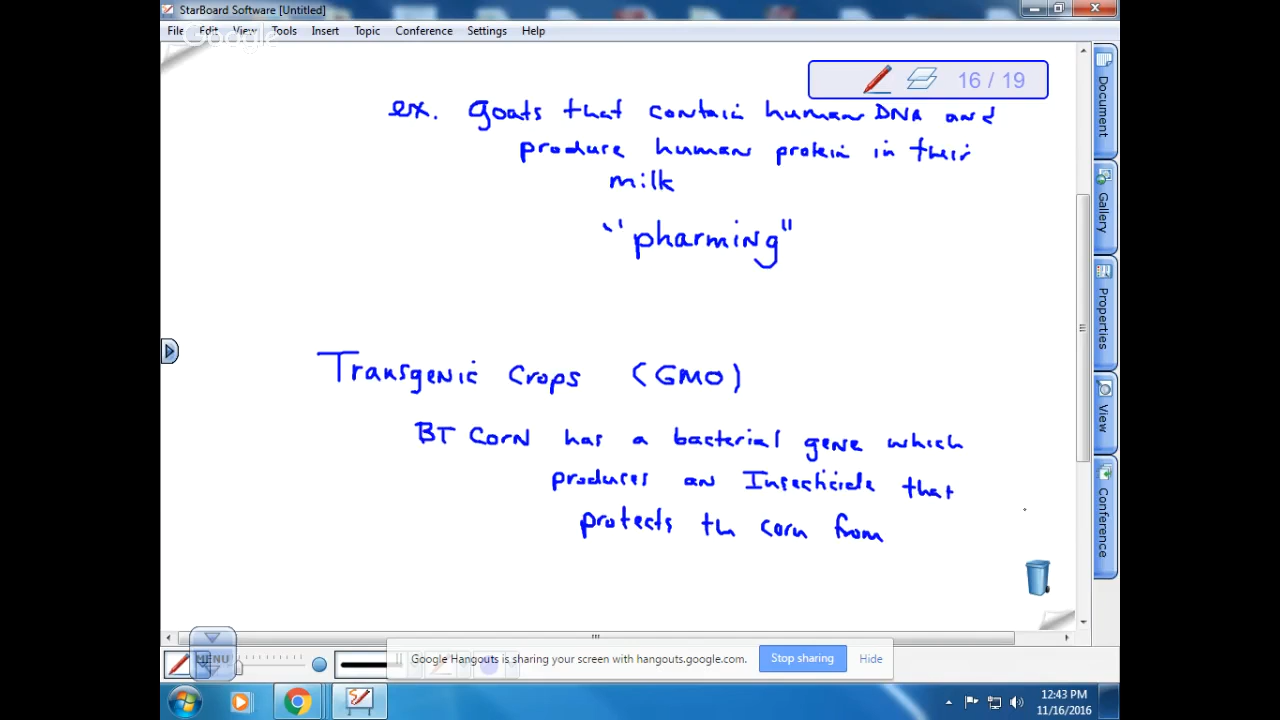 StarBoard Software [Untitled]
File Edit View Tools Insert Topic Conference Settings Help
Google
16 / 19
ex. Goats that contain human DNA and
produce human protein in their
milk
"pharming"
Transgenic Crops (GMO)
BT Corn has a bacterial gene which
produces an Insecticide that
protects th corn from
Document
Gallery
Properties
View
Conference
MENU
Google Hangouts is sharing your screen with hangouts.google.com. Stop sharing Hide
12:43 PM
11/16/2016